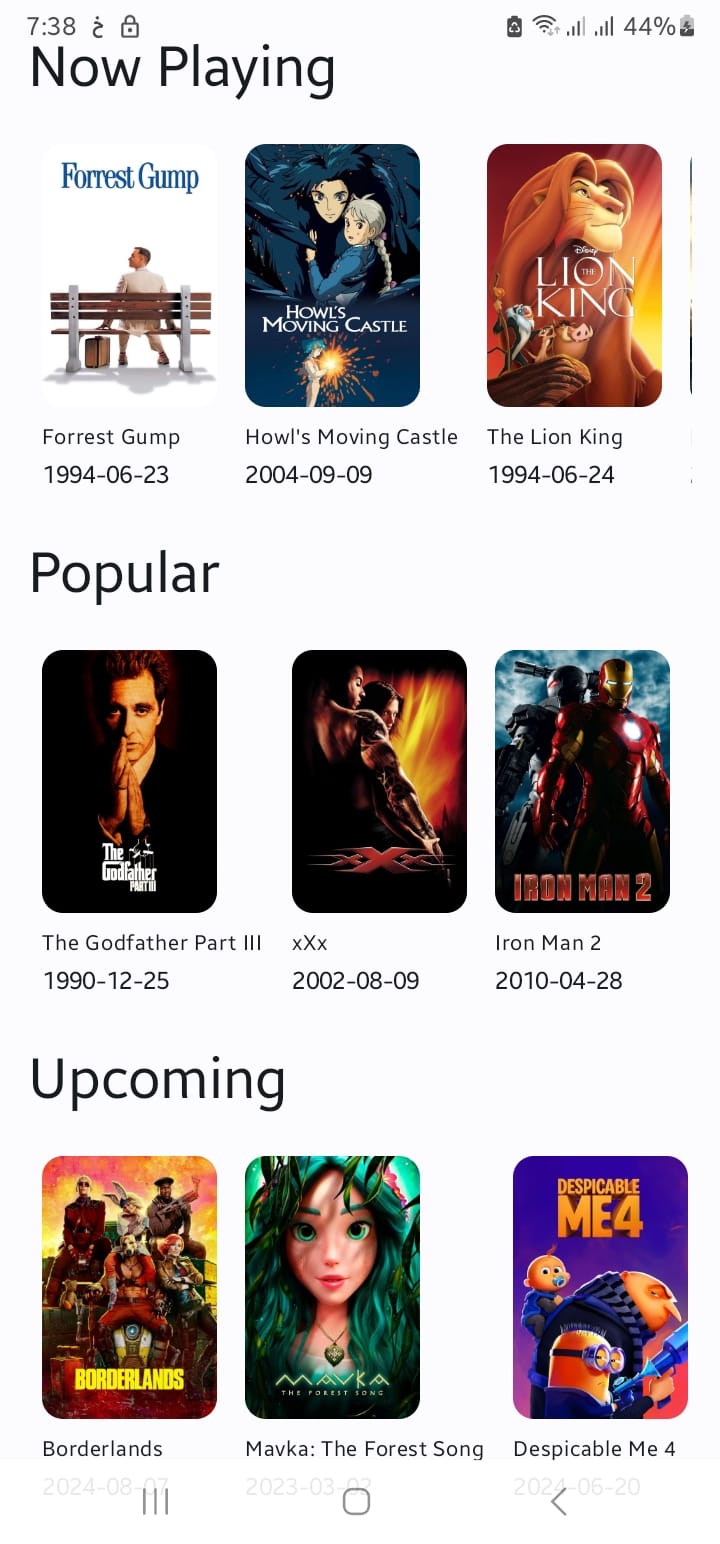 7:38 خ 44%
Now Playing
Forrest Gump
HOWL'S
MOVING CASTLE
Disney
THE
LION
KING
Forrest Gump Howl's Moving Castle The Lion King
1994-06-23 2004-09-09 1994-06-24
Popular
The
Godfather
PART III
xXx
IRON MAN 2
The Godfather Part III xXx Iron Man 2
1990-12-25 2002-08-09 2010-04-28
Upcoming
BORDERLANDS
MAVKA
THE FOREST SONG
DESPICABLE
ME 4
Borderlands Mavka: The Forest Song Despicable Me 4
2024-08-07 2023-03-02 2024-06-20